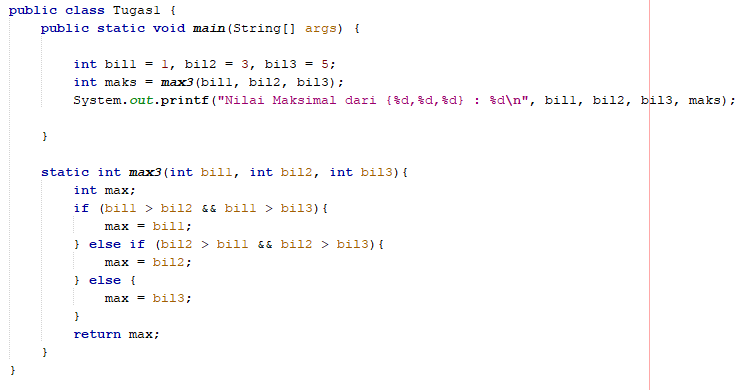 public class Tugas1 {
    public static void main(String[] args) {
        int bil1 = 1, bil2 = 3, bil3 = 5;
        int maks = max3(bil1, bil2, bil3);
        System.out.printf("Nilai Maksimal dari {%d,%d,%d} : %d\n", bil1, bil2, bil3, maks);
    }
    static int max3(int bil1, int bil2, int bil3){
        int max;
        if (bil1 > bil2 && bil1 > bil3){
            max = bil1;
        } else if (bil2 > bil1 && bil2 > bil3){
            max = bil2;
        } else {
            max = bil3;
        }
        return max;
    }
}